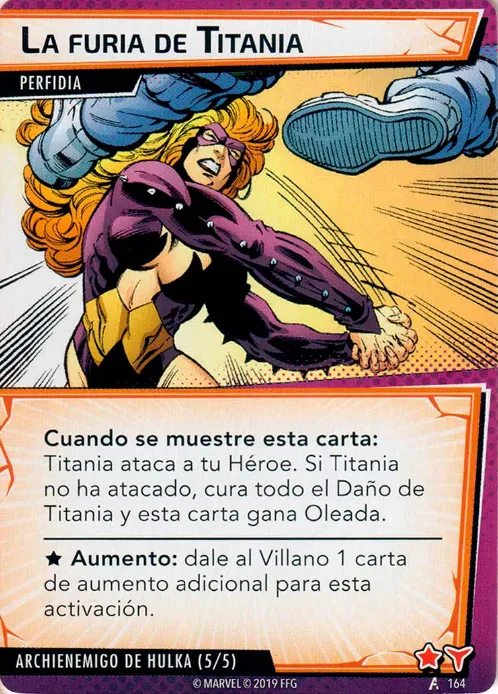 LA FURIA DE TITANIA
PERFIDIA
Cuando se muestre esta carta:
Titania ataca a tu Héroe. Si Titania
no ha atacado, cura todo el Daño de
Titania y esta carta gana Oleada.
★ Aumento: dale al Villano 1 carta
de aumento adicional para esta
activación.
ARCHIENEMIGO DE HULKA (5/5)
© MARVEL © 2019 FFG
164